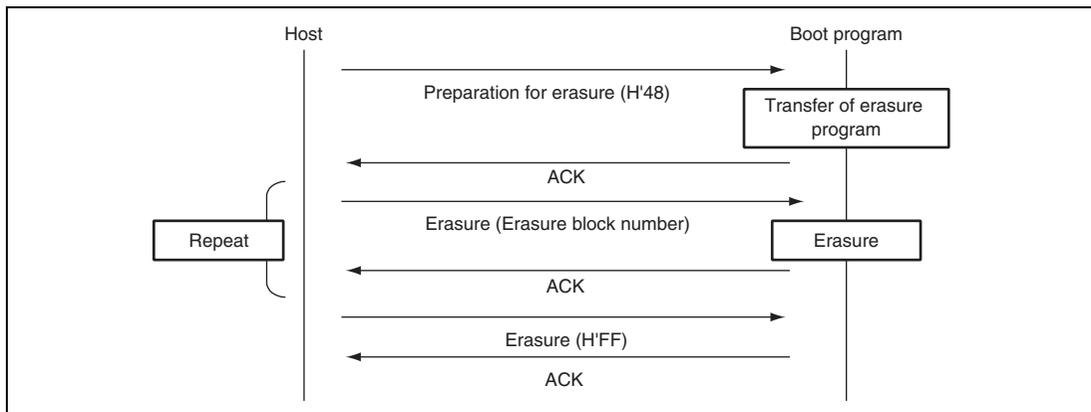 Host
Boot program
Preparation for erasure (H'48)
Transfer of erasure
program
ACK
Erasure (Erasure block number)
Repeat
Erasure
ACK
Erasure (H'FF)
ACK